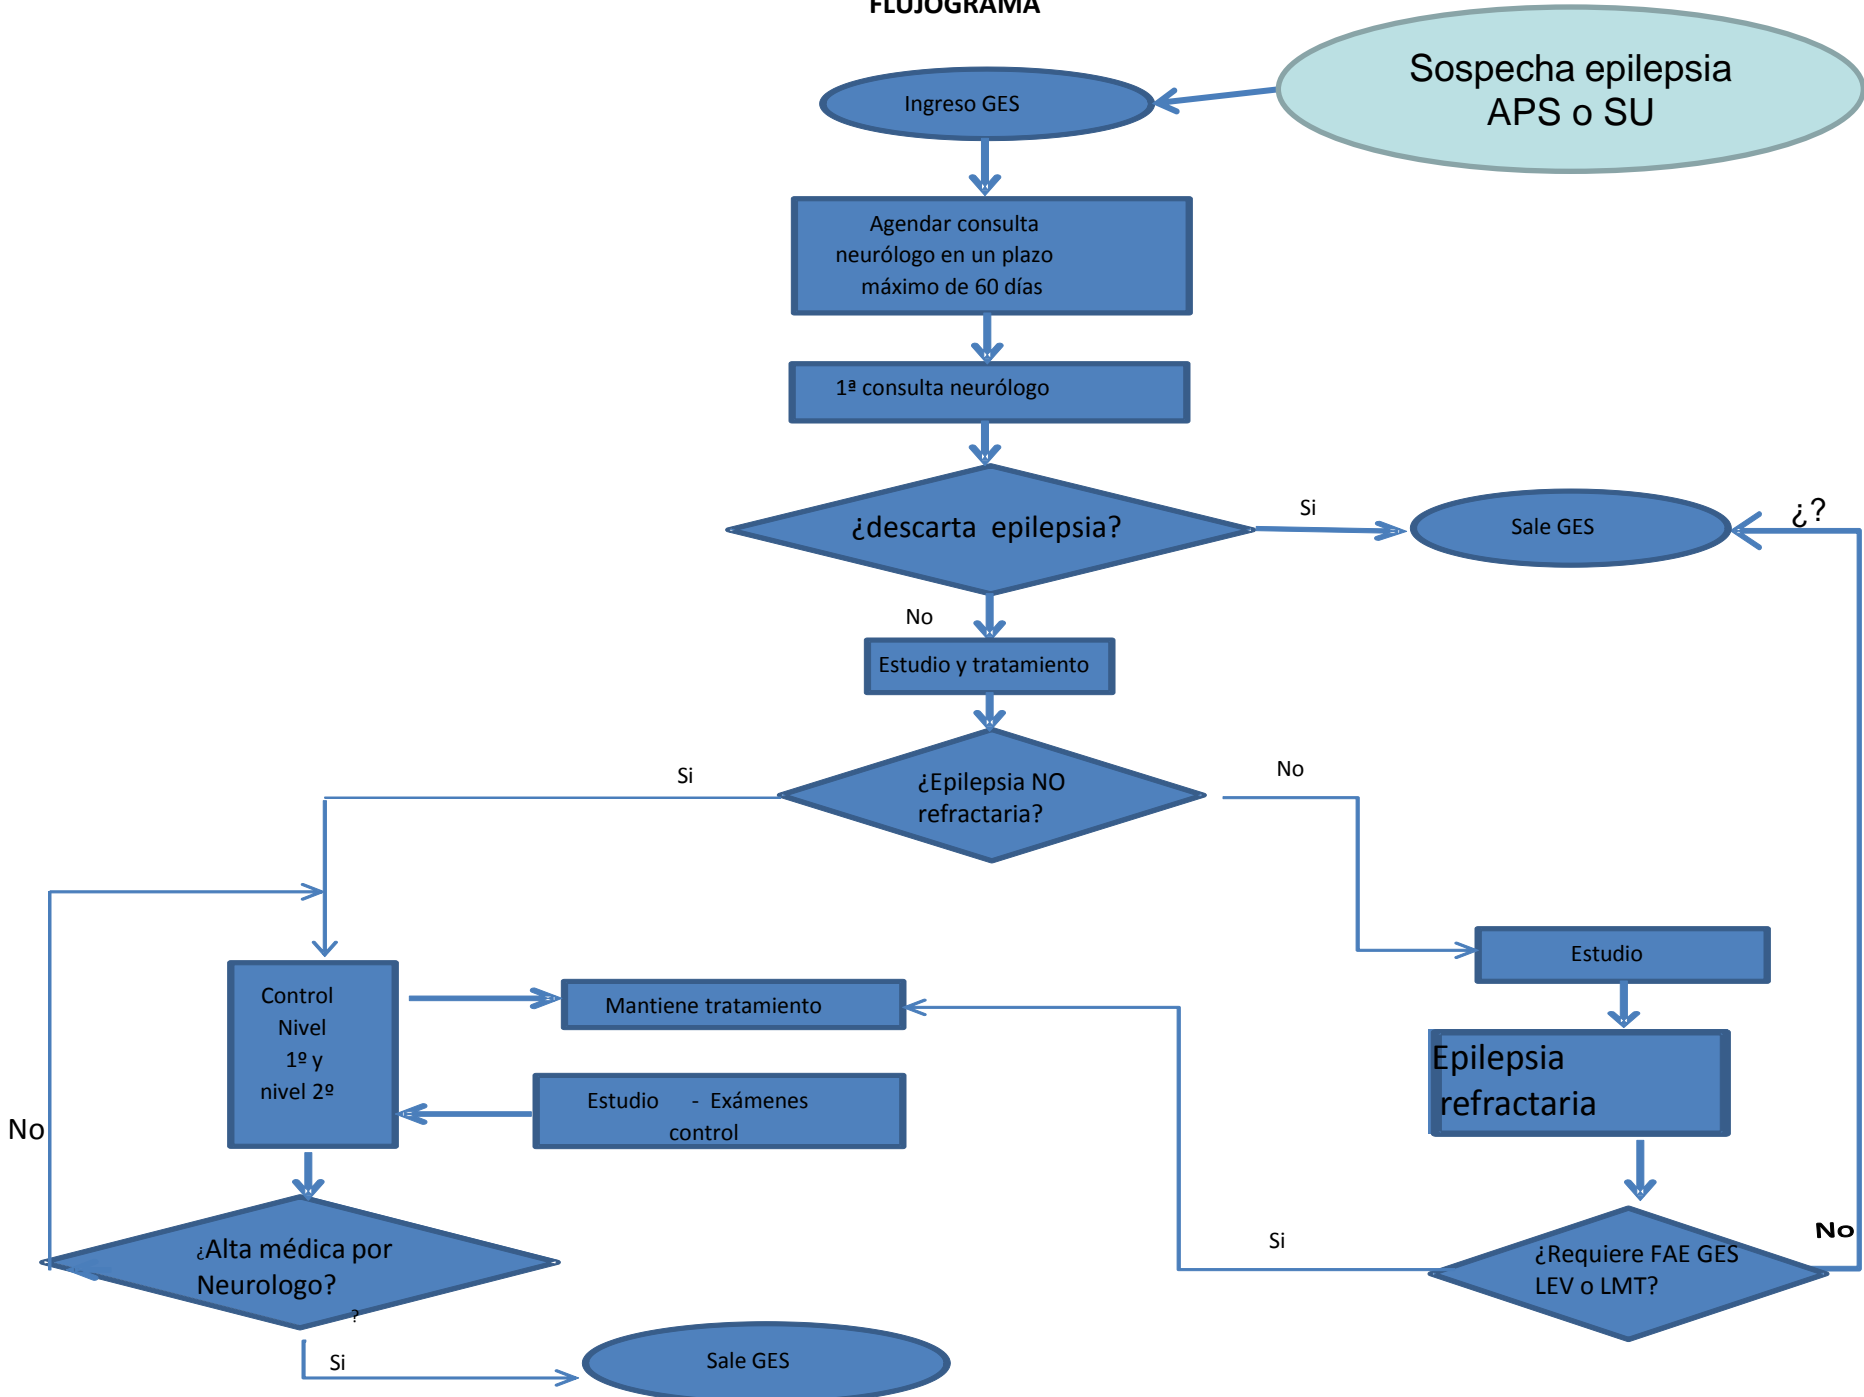 FLUJOGRAMA
Sospecha epilepsia
APS o SU
Ingreso GES
Agendar consulta
neurólogo en un plazo
máximo de 60 días
1ª consulta neurólogo
¿descarta epilepsia?
Si
Sale GES
¿?
No
Estudio y tratamiento
¿Epilepsia NO
refractaria?
Si
No
Estudio
Control
Nivel
1º y
nivel 2º
Mantiene tratamiento
Epilepsia
refractaria
Estudio - Exámenes
control
No
¿Alta médica por
Neurologo?
?
Si
¿Requiere FAE GES
LEV o LMT?
No
Si
Sale GES